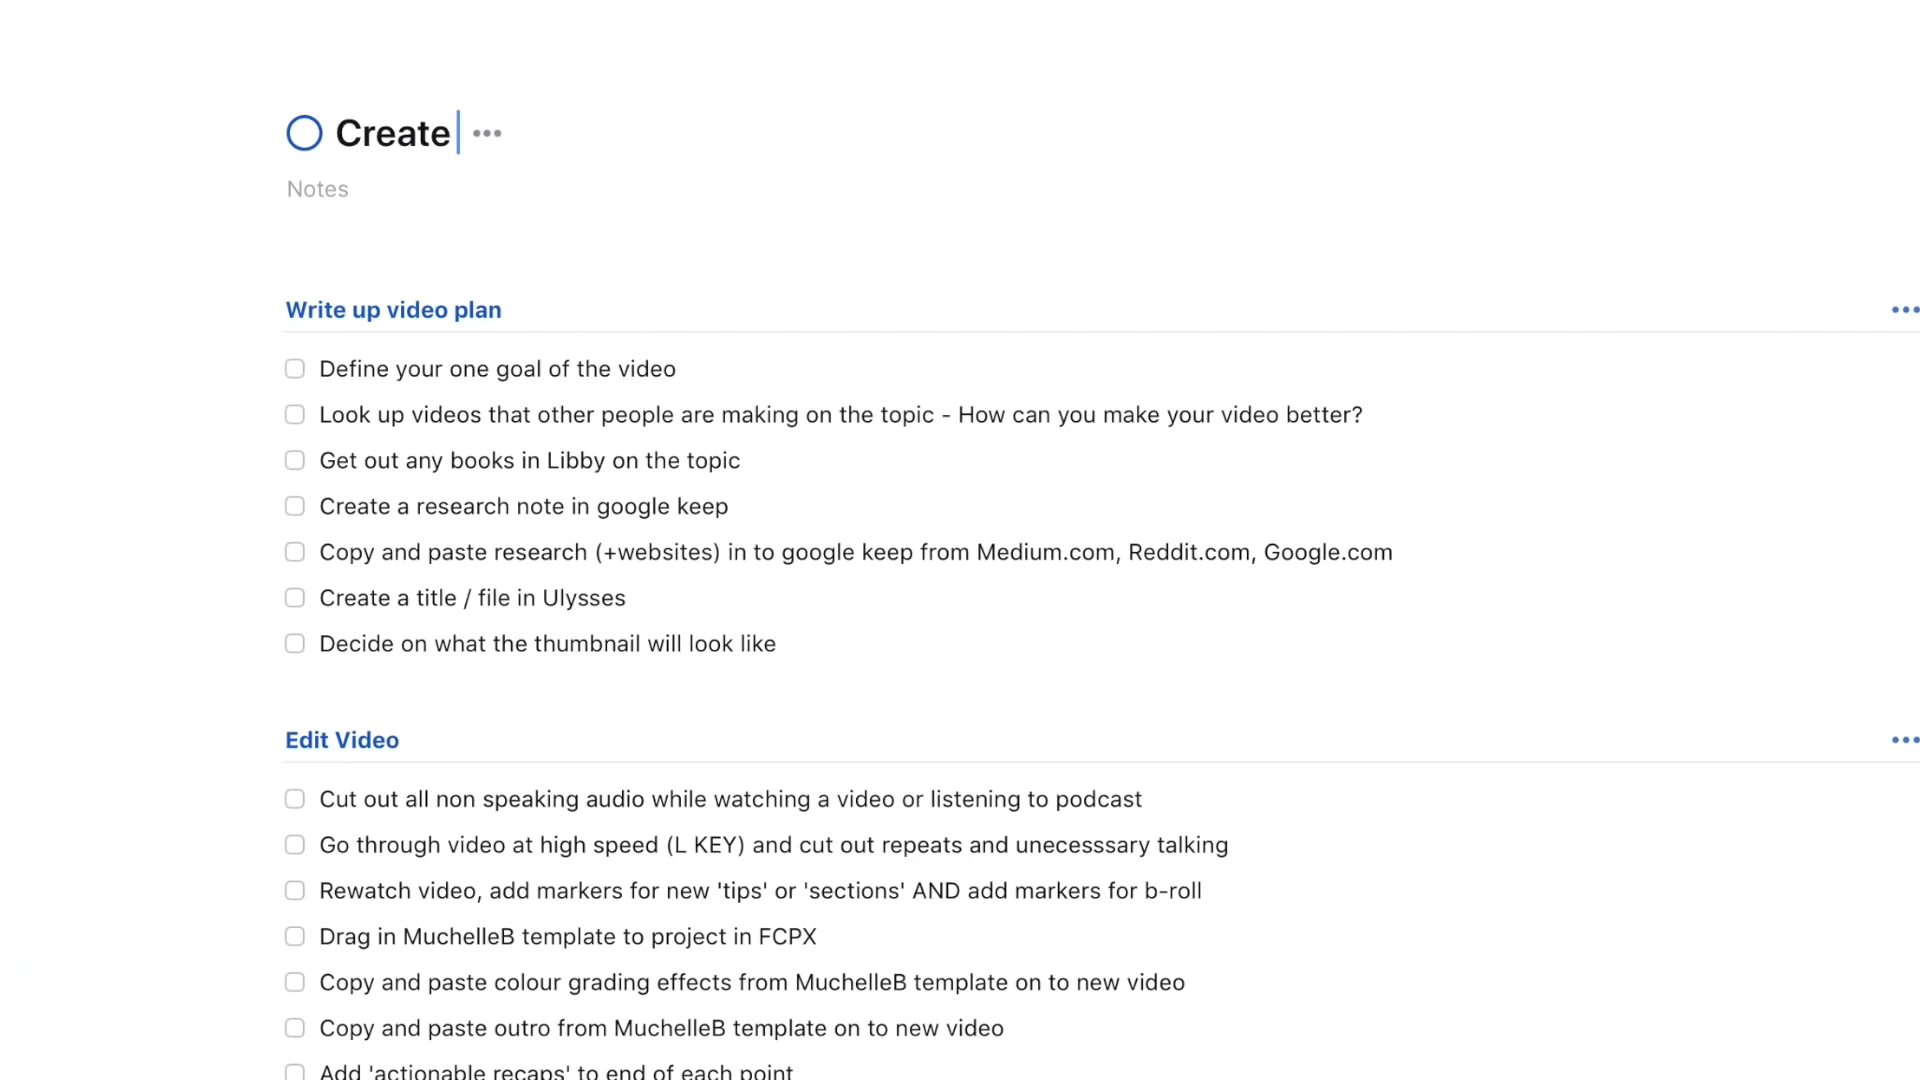 Create
Notes
Write up video plan
Define your one goal of the video
Look up videos that other people are making on the topic - How can you make your video better?
Get out any books in Libby on the topic
Create a research note in google keep
Copy and paste research (+websites) in to google keep from Medium.com, Reddit.com, Google.com
Create a title / file in Ulysses
Decide on what the thumbnail will look like
Edit Video
Cut out all non speaking audio while watching a video or listening to podcast
Go through video at high speed (L KEY) and cut out repeats and unecesssary talking
Rewatch video, add markers for new 'tips' or 'sections' AND add markers for b-roll
Drag in MuchelleB template to project in FCPX
Copy and paste colour grading effects from MuchelleB template on to new video
Copy and paste outro from MuchelleB template on to new video
Add 'actionable recaps' to end of each point